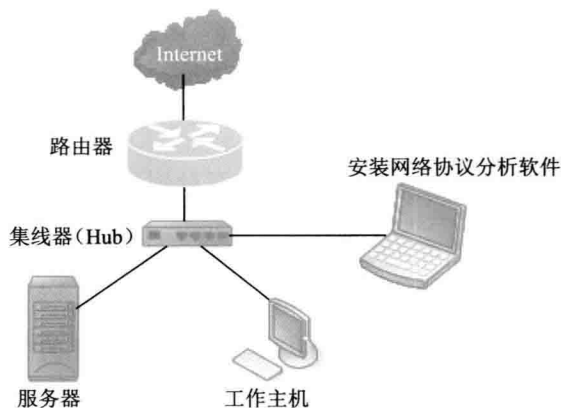 Internet
路由器
安装网络协议分析软件
集线器(Hub)
服务器
工作主机